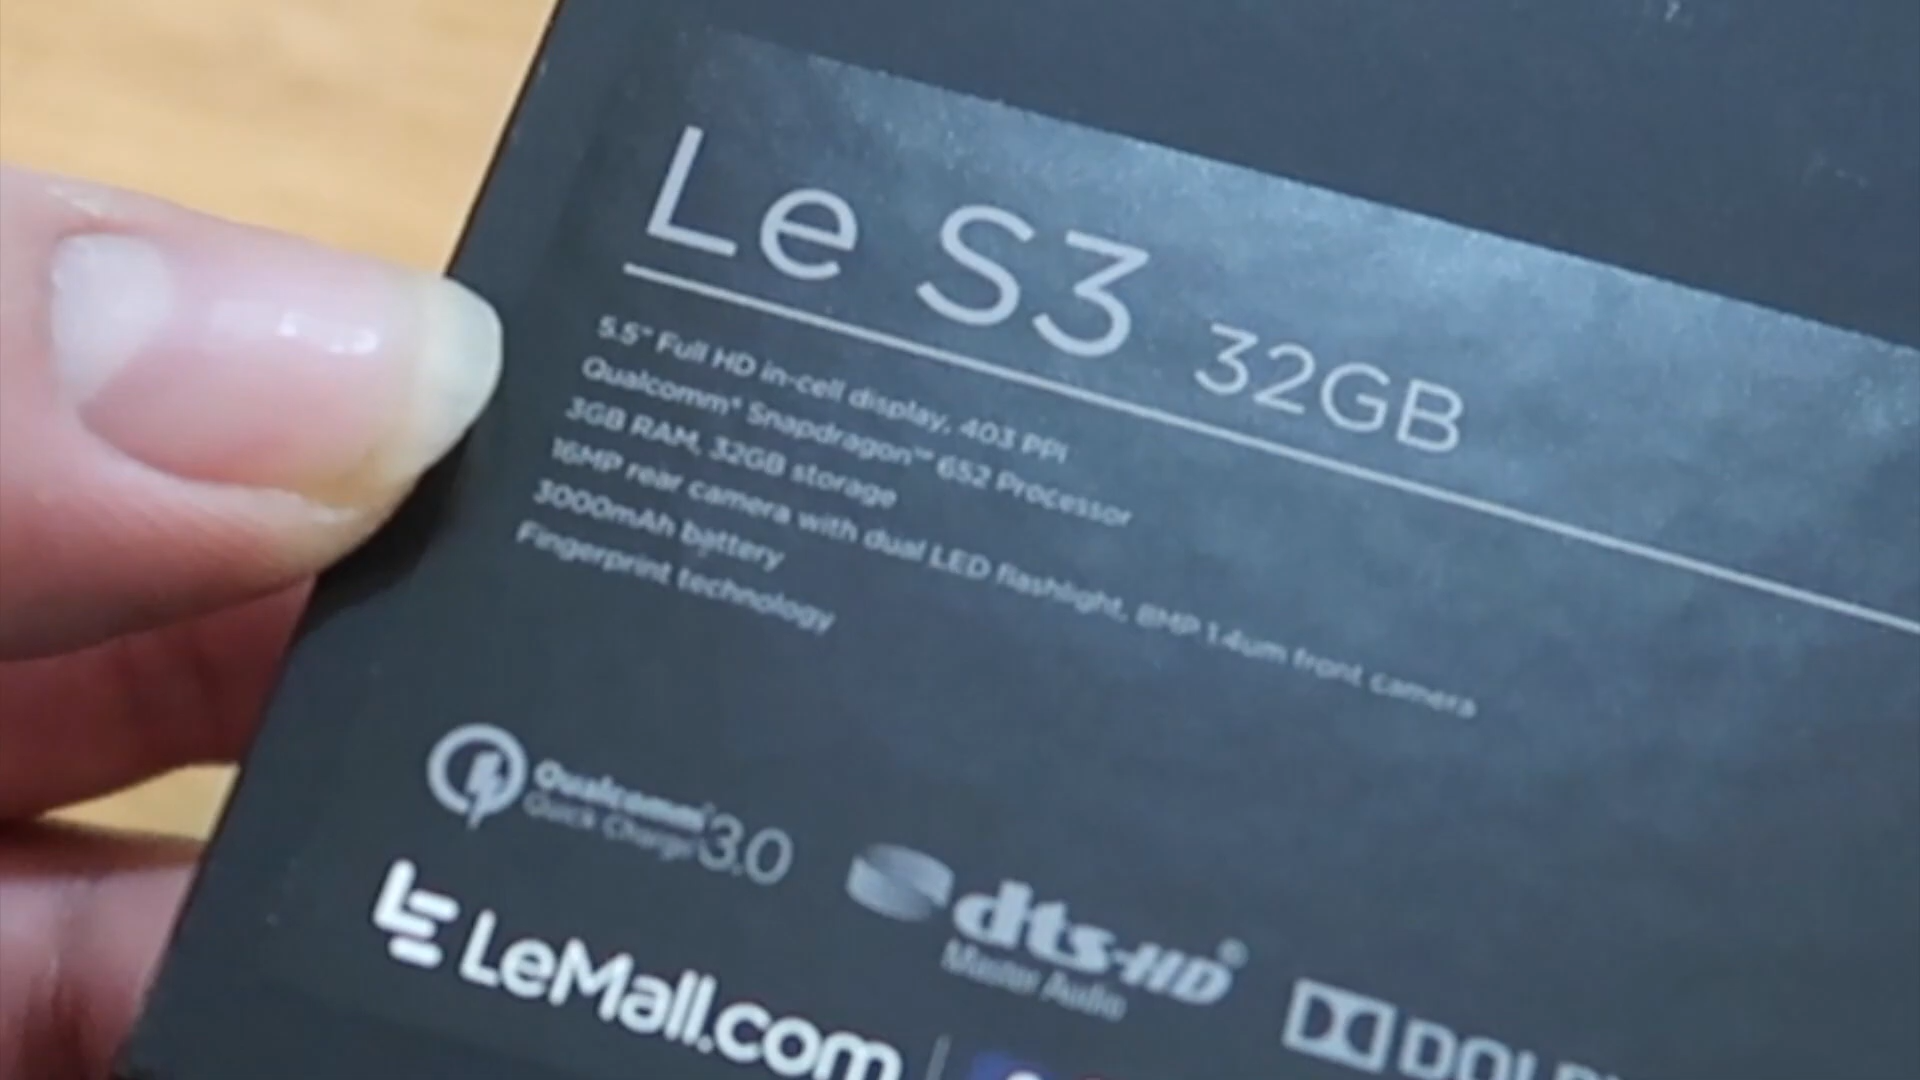 Le S3 32GB
5.5" Full HD in-cell display, 403 PPI
Qualcomm® Snapdragon™ 652 Processor
3GB RAM, 32GB storage
16MP rear camera with dual LED flashlight, 8MP 1.4um front camera
3000mAh battery
Fingerprint technology
Qualcomm®
Quick Charge 3.0
dts-HD®
Master Audio
LeMall.com